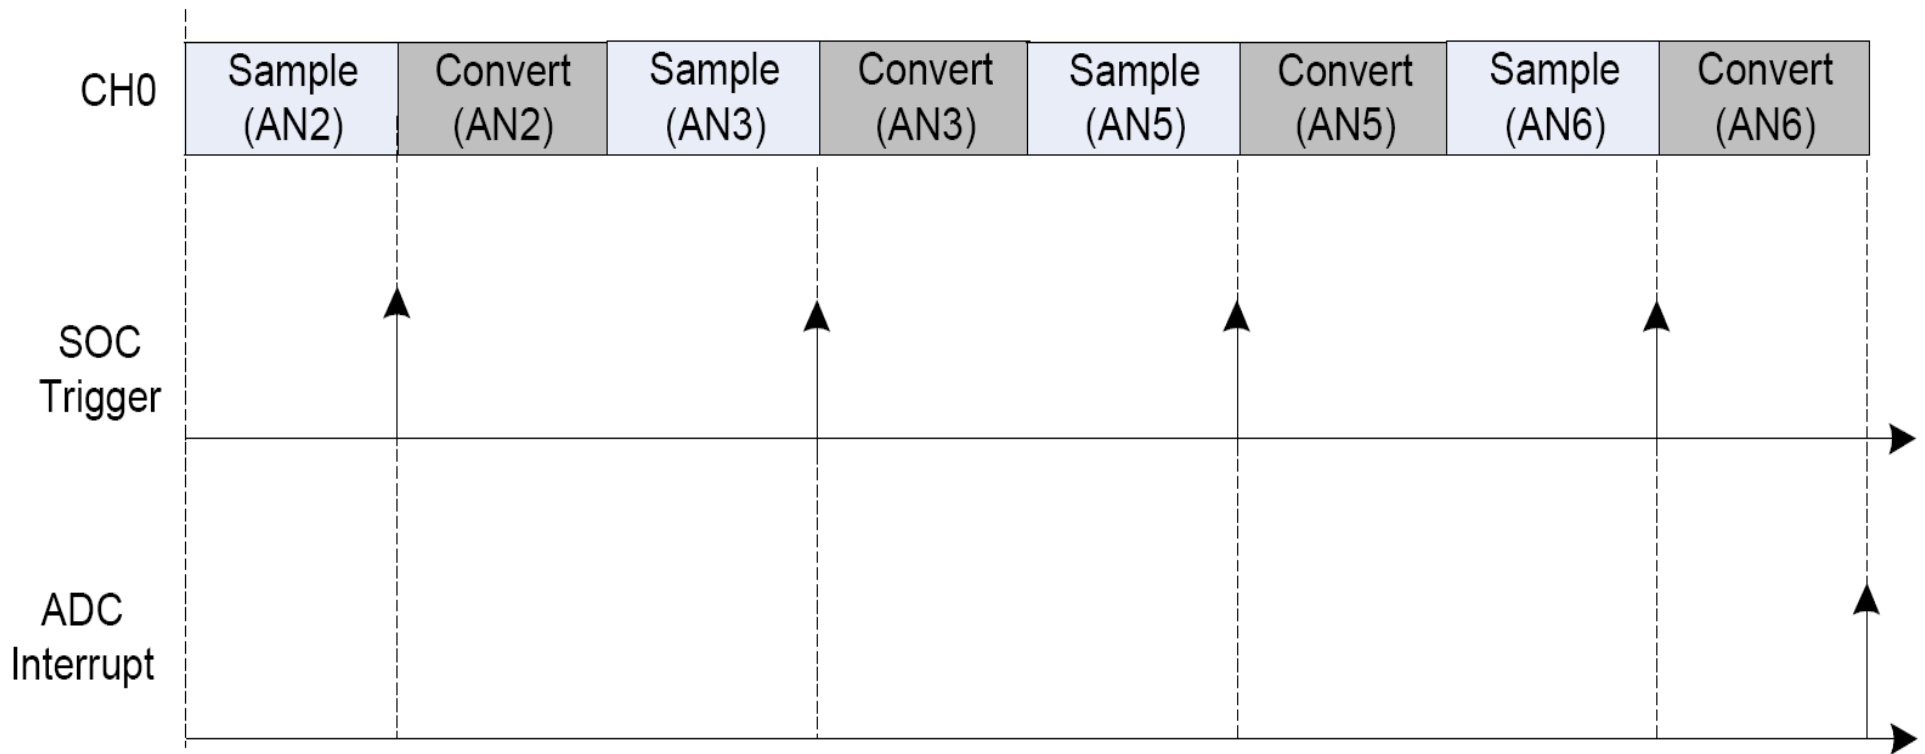 CH0
Sample
(AN2)
Convert
(AN2)
Sample
(AN3)
Convert
(AN3)
Sample
(AN5)
Convert
(AN5)
Sample
(AN6)
Convert
(AN6)
SOC
Trigger
ADC
Interrupt